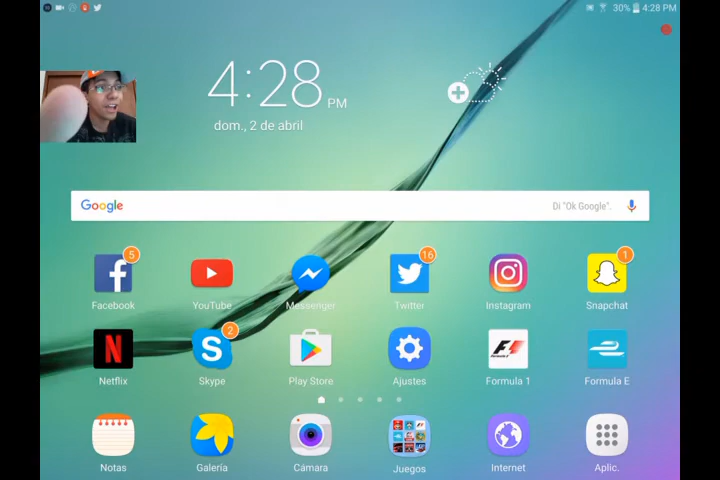 30% 4:28 PM
4:28 PM
dom., 2 de abril
Google
Di "Ok Google".
5
16
1
Facebook
YouTube
Messenger
Twitter
Instagram
Snapchat
2
Netflix
Skype
Play Store
Ajustes
Formula 1
Formula E
Notas
Galería
Cámara
Juegos
Internet
Aplic.